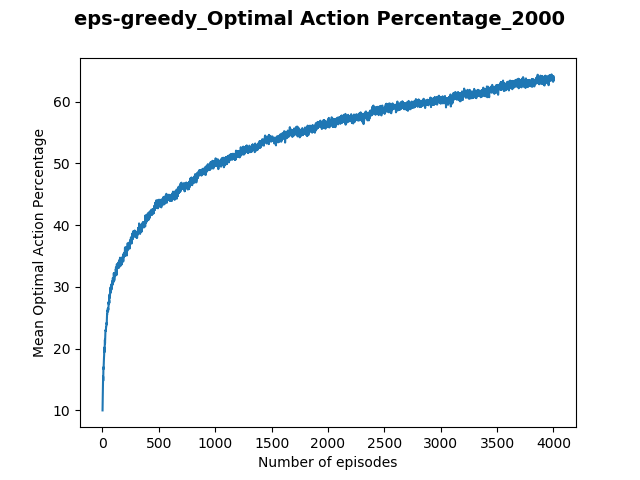 eps-greedy_Optimal Action Percentage_2000
60
50
40
30
20
10
Mean Optimal Action Percentage
0 500 1000 1500 2000 2500 3000 3500 4000
Number of episodes